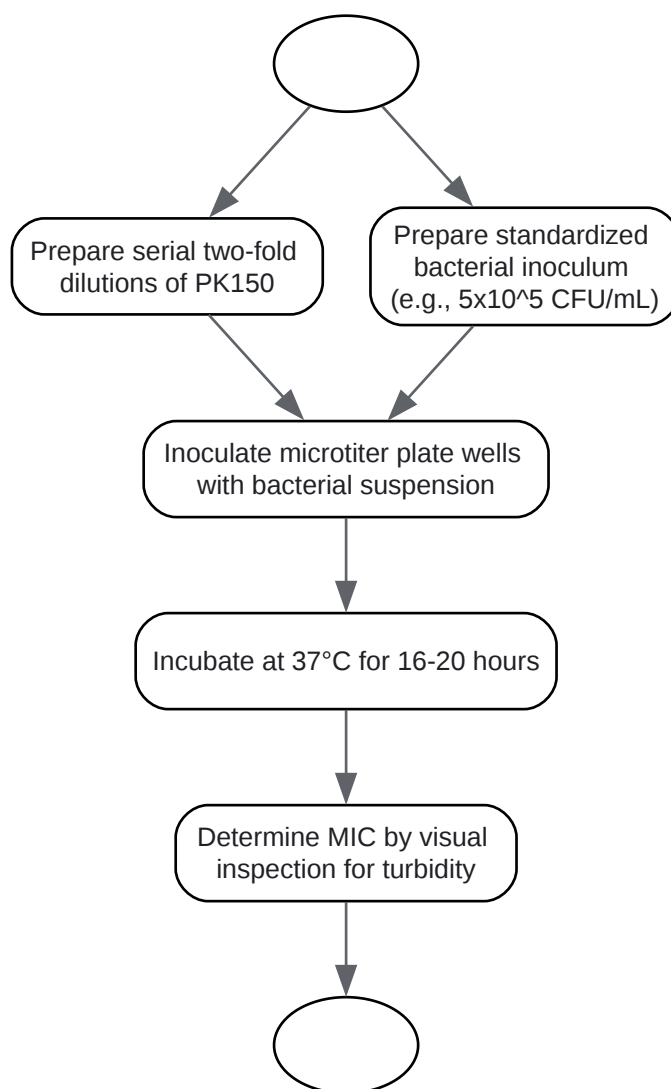 Prepare serial two-fold
dilutions of PK150
Prepare standardized
bacterial inoculum
(e.g., 5x10^5 CFU/mL)
Inoculate microtiter plate wells
with bacterial suspension
Incubate at 37°C for 16-20 hours
Determine MIC by visual
inspection for turbidity